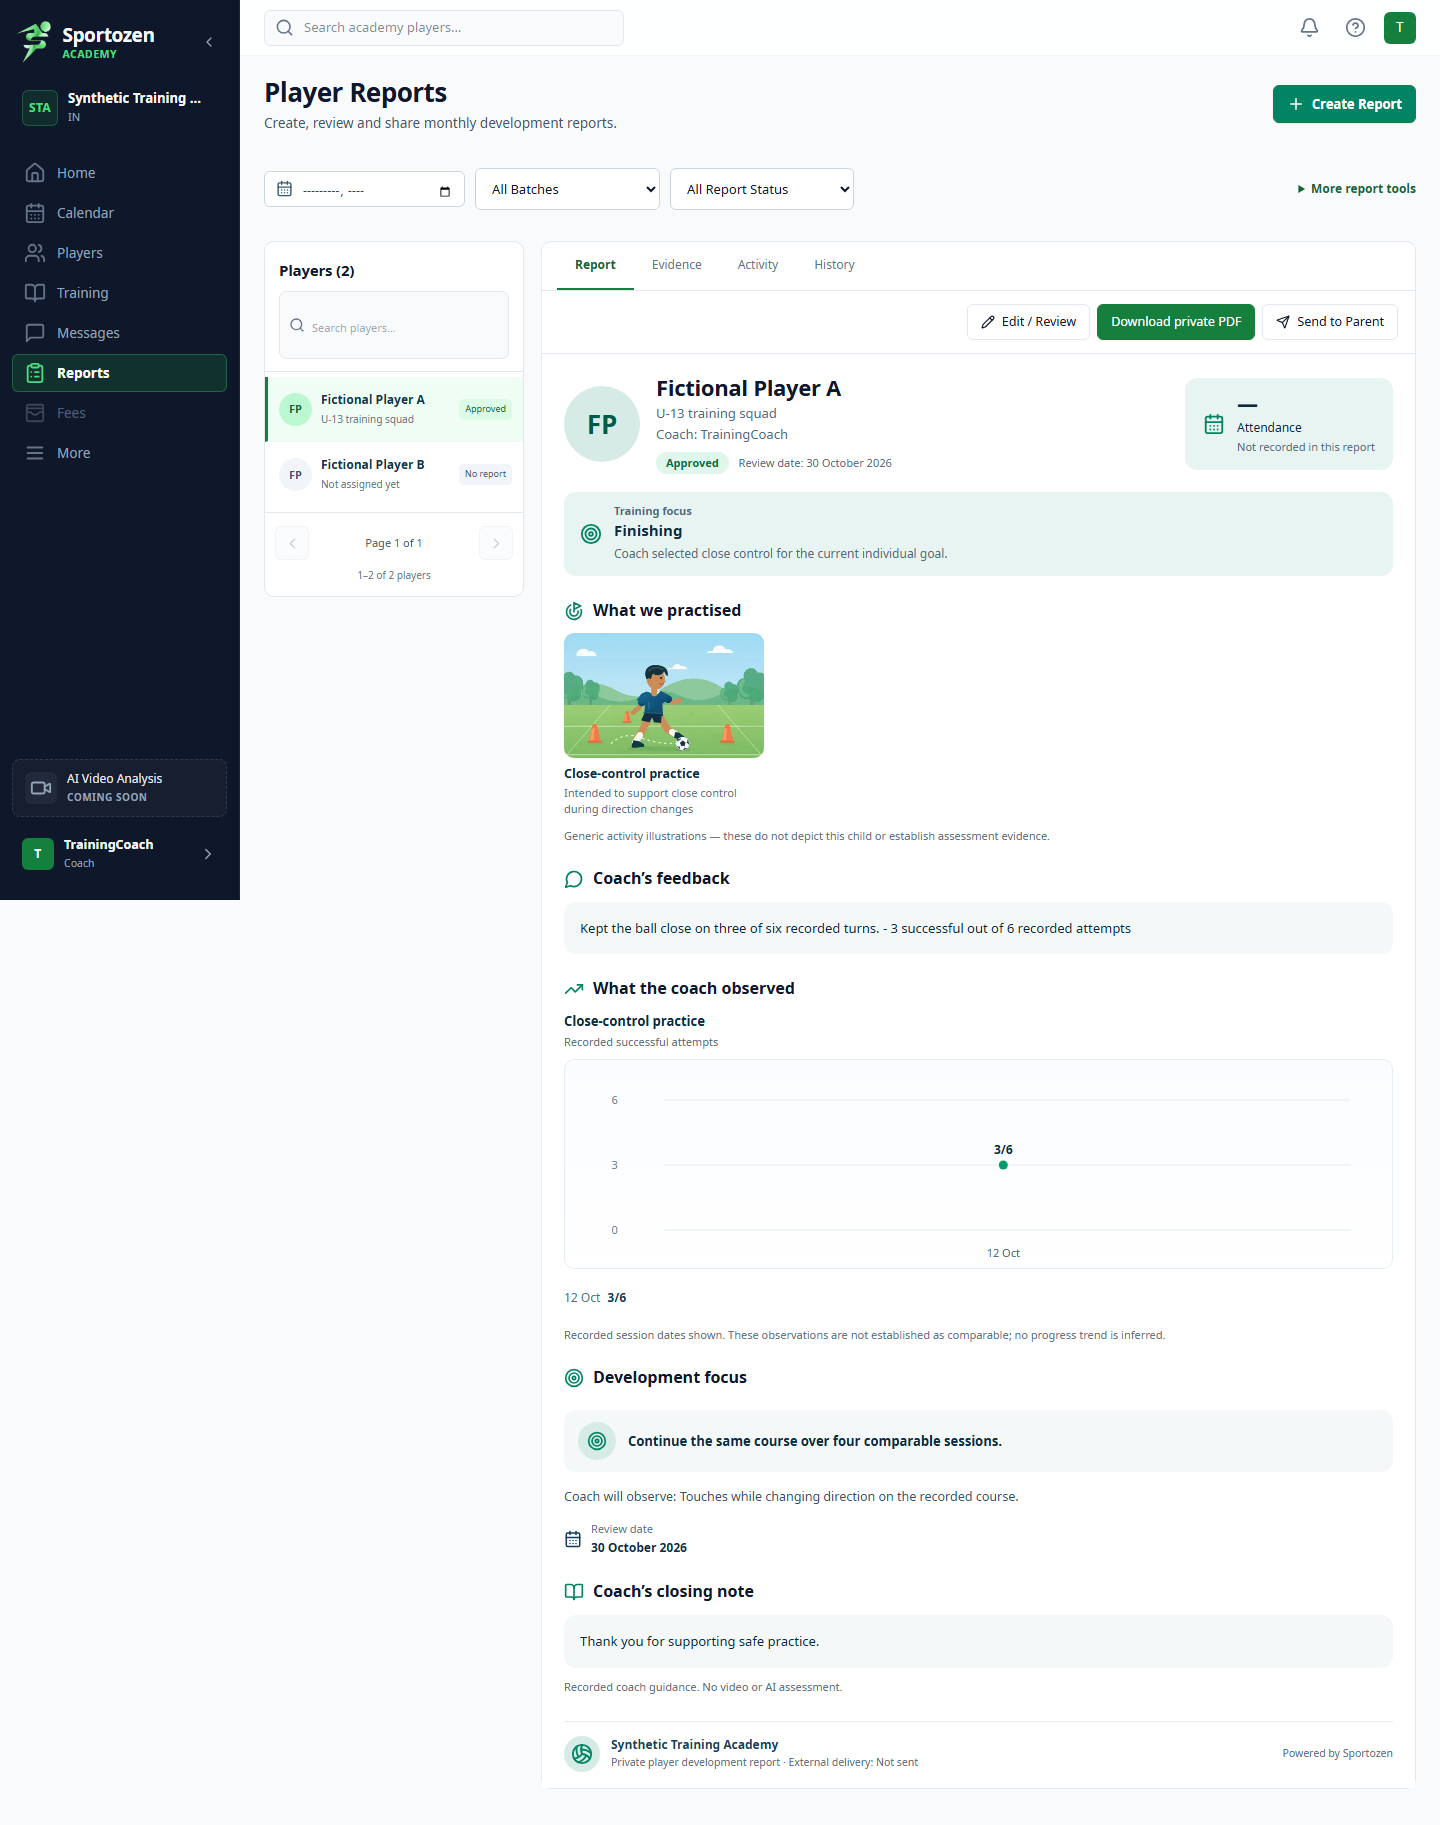 Sportozen
ACADEMY
STA
Synthetic Training ...
IN
Home
Calendar
Players
Training
Messages
Reports
Fees
More
AI Video Analysis
COMING SOON
T
TrainingCoach
Coach
Search academy players...
T
Player Reports
Create, review and share monthly development reports.
Create Report
---------, ----
All Batches
All Report Status
More report tools
Players (2)
Search players...
FP
Fictional Player A
U-13 training squad
Approved
FP
Fictional Player B
Not assigned yet
No report
Page 1 of 1
1–2 of 2 players
Report
Evidence
Activity
History
Edit / Review
Download private PDF
Send to Parent
FP
Fictional Player A
U-13 training squad
Coach: TrainingCoach
Approved
Review date: 30 October 2026
—
Attendance
Not recorded in this report
Training focus
Finishing
Coach selected close control for the current individual goal.
What we practised
Close-control practice
Intended to support close control
during direction changes
Generic activity illustrations — these do not depict this child or establish assessment evidence.
Coach’s feedback
Kept the ball close on three of six recorded turns. - 3 successful out of 6 recorded attempts
What the coach observed
Close-control practice
Recorded successful attempts
6
3/6
3
0
12 Oct
12 Oct 3/6
Recorded session dates shown. These observations are not established as comparable; no progress trend is inferred.
Development focus
Continue the same course over four comparable sessions.
Coach will observe: Touches while changing direction on the recorded course.
Review date
30 October 2026
Coach’s closing note
Thank you for supporting safe practice.
Recorded coach guidance. No video or AI assessment.
Synthetic Training Academy
Private player development report · External delivery: Not sent
Powered by Sportozen